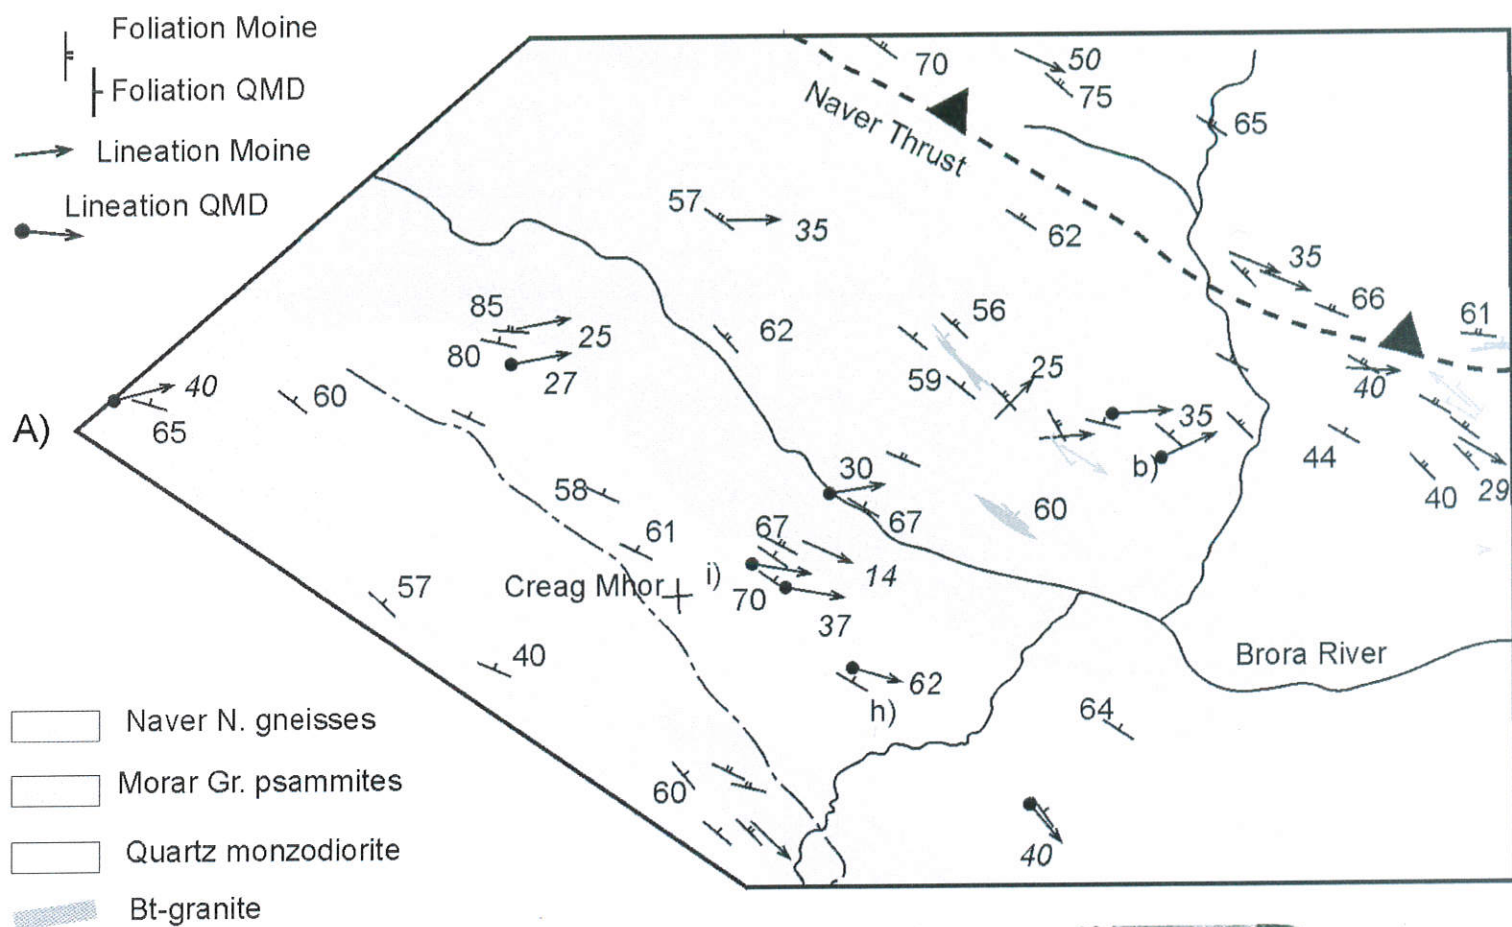 Foliation Moine
Foliation QMD
Lineation Moine
Lineation QMD
70
50
75
65
Naver Thrust
57
35
62
35
66
61
85
25
80
27
62
56
59
25
40
40
65
A)
60
35
b)
44
40
29
30
67
60
58
61
67
14
i)
70
37
Creag Mhor
57
40
62
h)
Brora River
64
60
40
Naver N. gneisses
Morar Gr. psammites
Quartz monzodiorite
Bt-granite